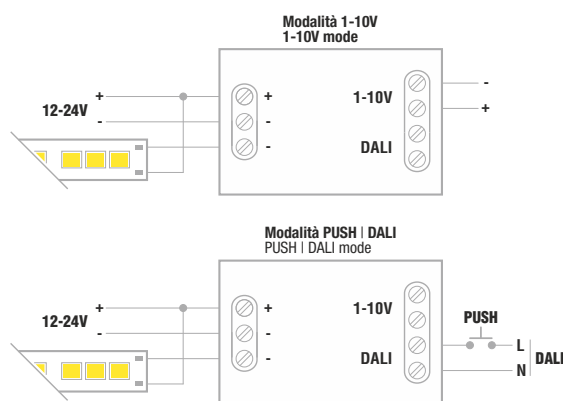 Modalità 1-10V
1-10V mode
+
12-24V
-
+
-
-
1-10V
DALI
-
+
Modalità PUSH | DALI
PUSH | DALI mode
+
12-24V
-
+
-
-
1-10V
DALI
PUSH
L
N
DALI